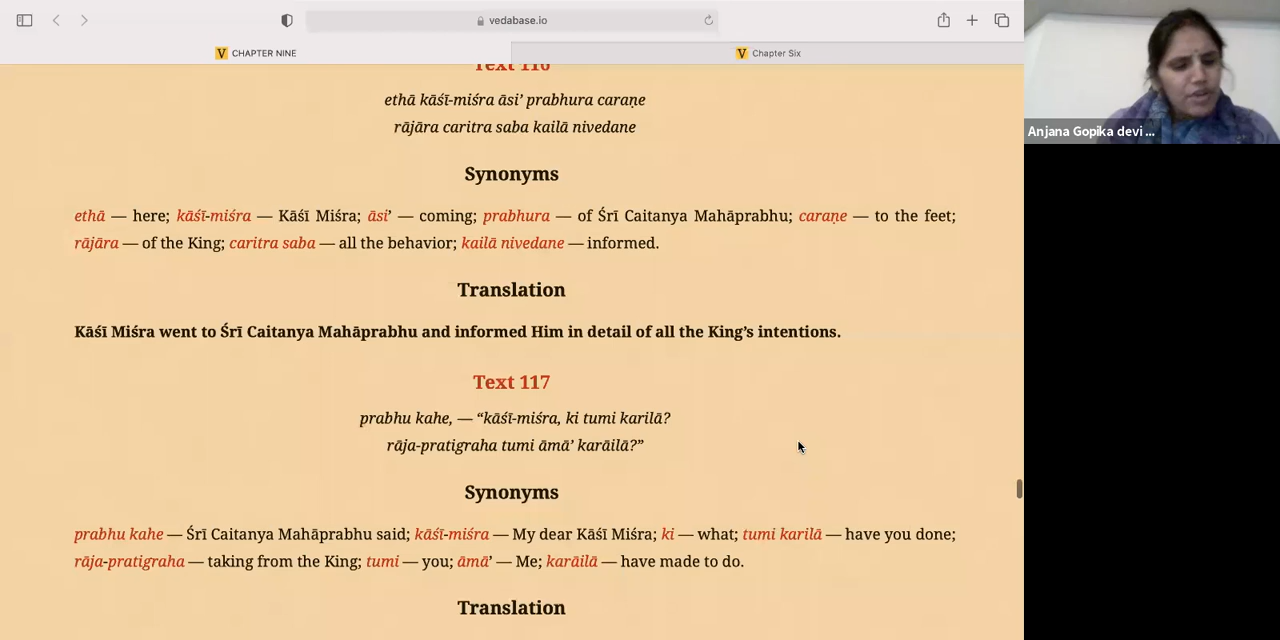 vedabase.io
V CHAPTER NINE
V Chapter Six
Text 116
ethā kāśī-miśra āsi’ prabhura caraṇe
rājāra caritra saba kailā nivedane
Synonyms
ethā — here; kāśī-miśra — Kāśī Miśra; āsi’ — coming; prabhura — of Śrī Caitanya Mahāprabhu; caraṇe — to the feet;
rājāra — of the King; caritra saba — all the behavior; kailā nivedane — informed.
Translation
Kāśī Miśra went to Śrī Caitanya Mahāprabhu and informed Him in detail of all the King’s intentions.
Text 117
prabhu kahe, — “kāśī-miśra, ki tumi karilā?
rāja-pratigraha tumi āmā’ karāilā?”
Synonyms
prabhu kahe — Śrī Caitanya Mahāprabhu said; kāśī-miśra — My dear Kāśī Miśra; ki — what; tumi karilā — have you done;
rāja-pratigraha — taking from the King; tumi — you; āmā’ — Me; karāilā — have made to do.
Translation
Anjana Gopika devi ...